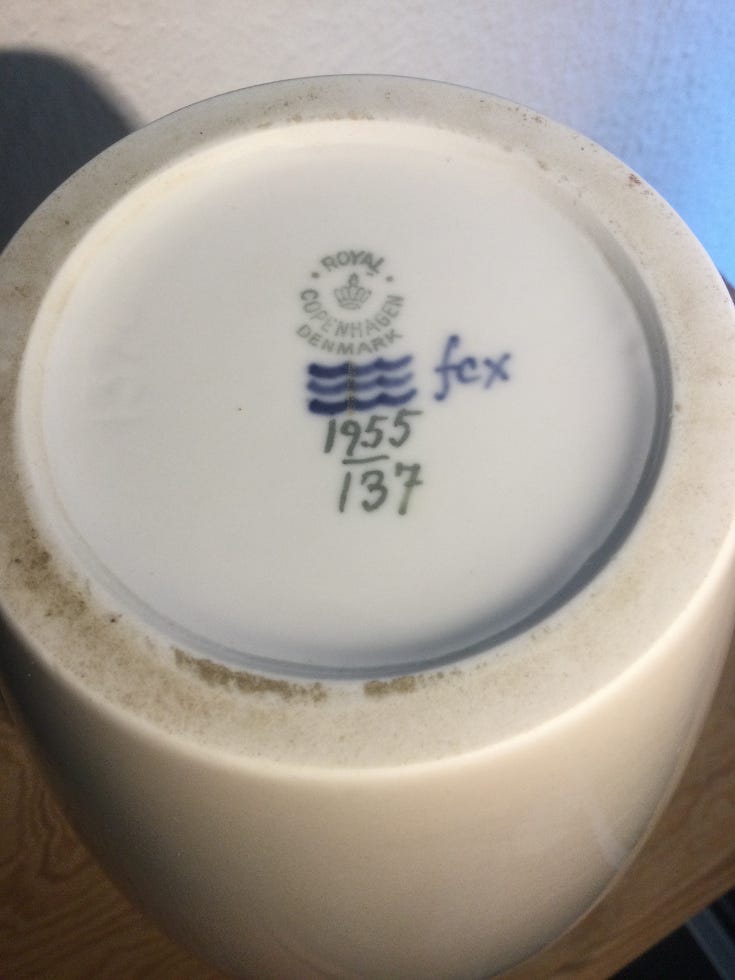 ROYAL
COPENHAGEN
DENMARK
fcx
1955
137